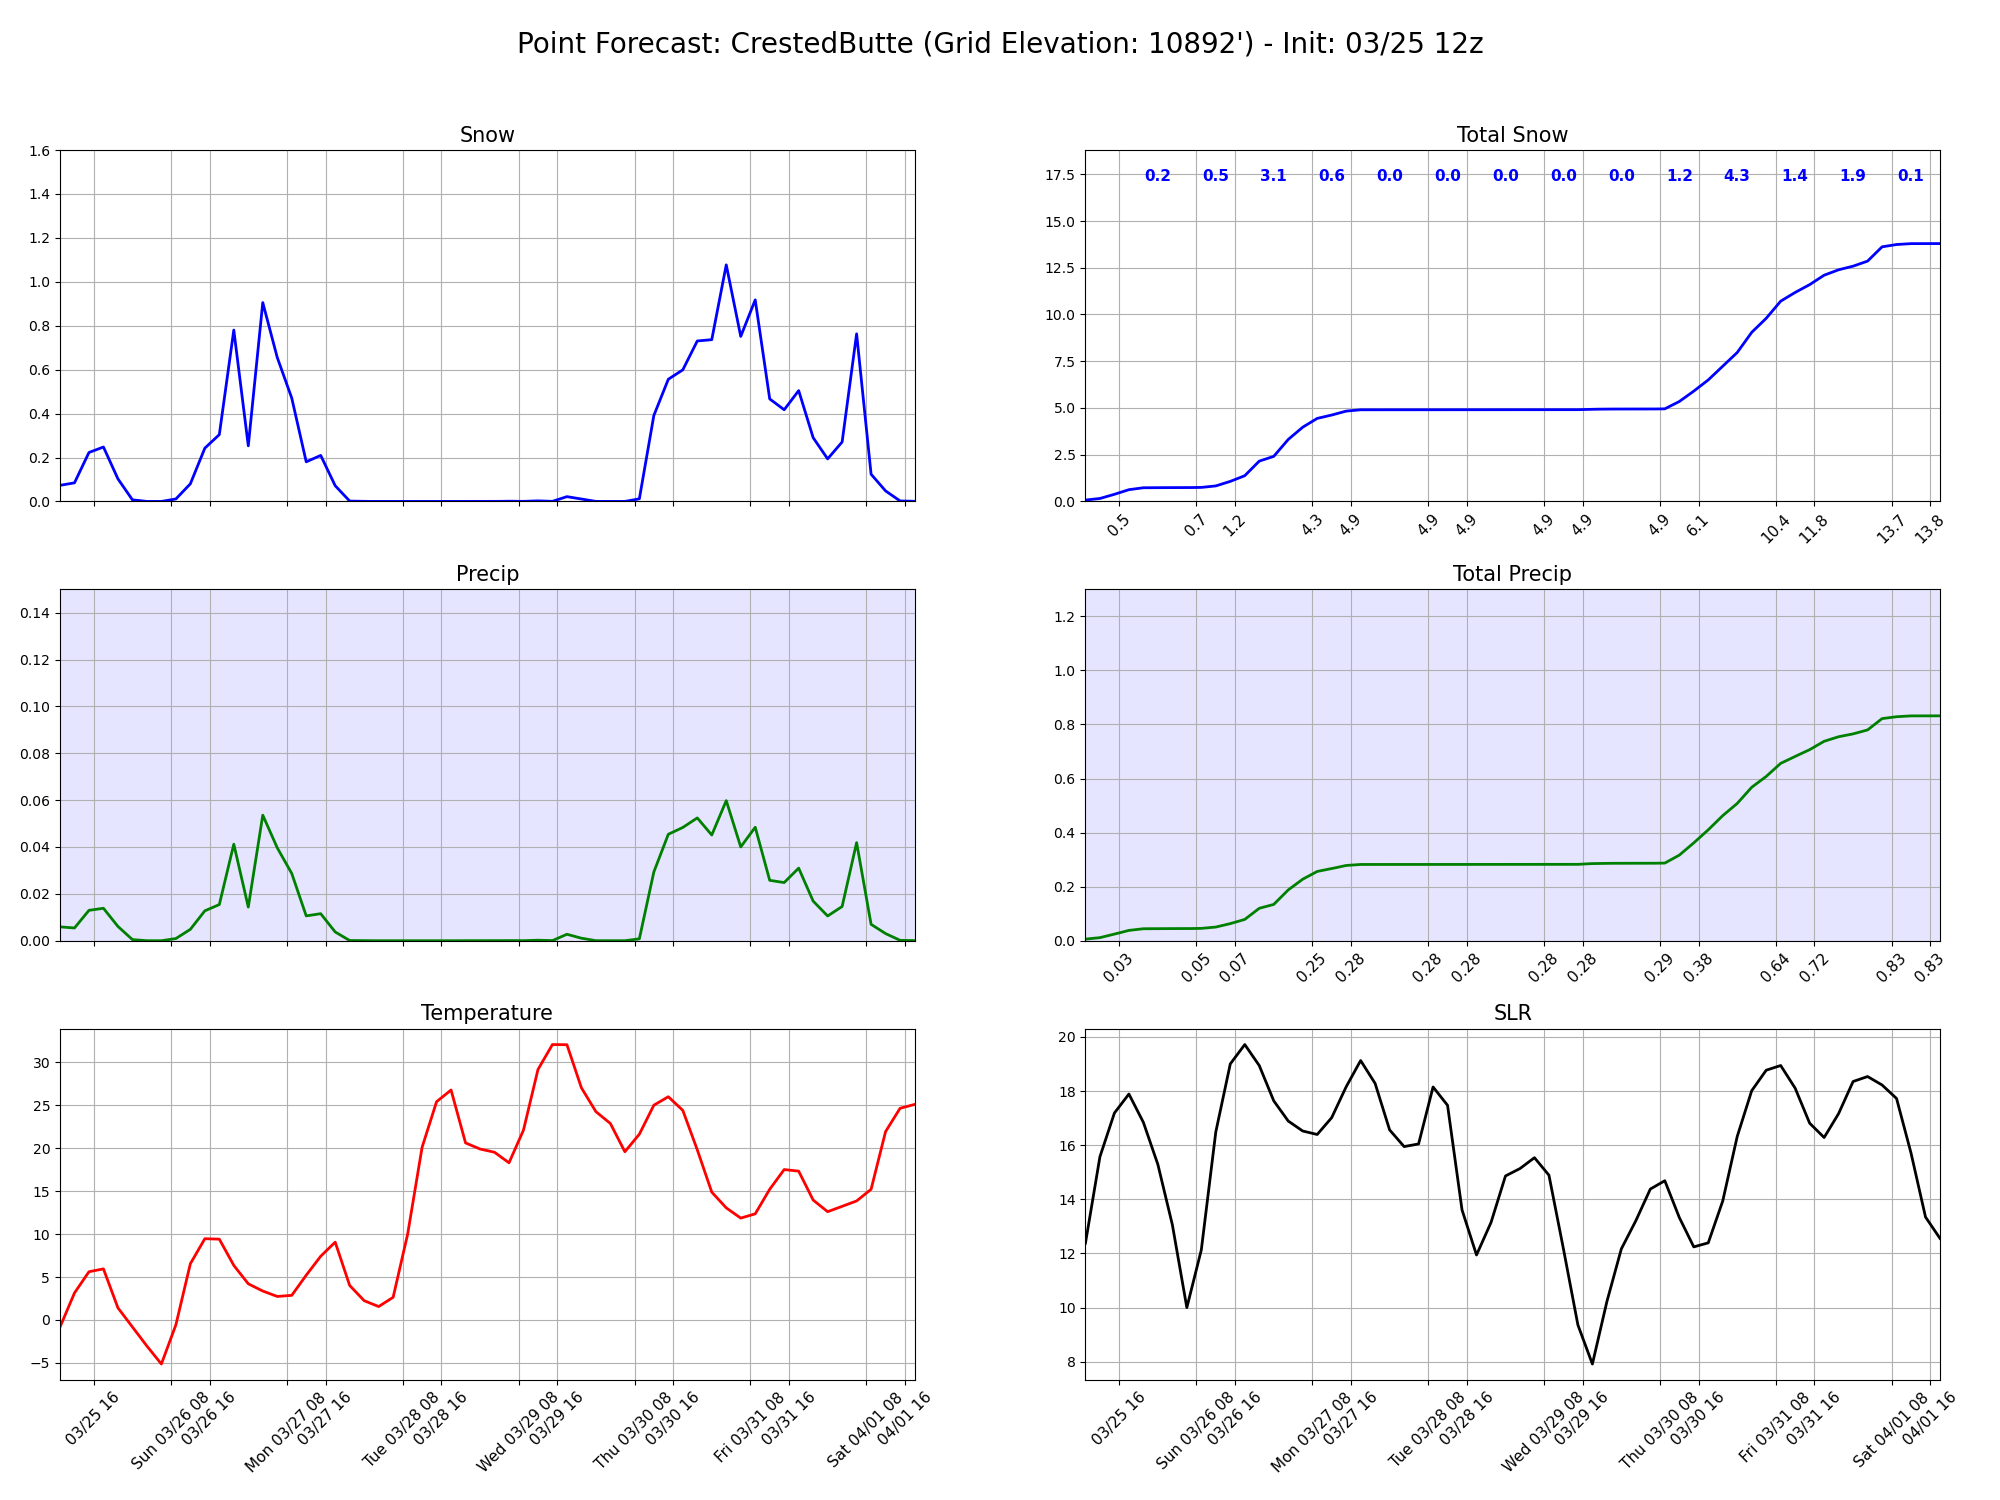 Point Forecast: CrestedButte (Grid Elevation: 10892') - Init: 03/25 12z
Snow
1.6
1.4
1.2
1.0
0.8
0.6
0.4
0.2
0.0
Total Snow
0.2 0.5 3.1 0.6 0.0 0.0 0.0 0.0 0.0 1.2 4.3 1.4 1.9 0.1
17.5
15.0
12.5
10.0
7.5
5.0
2.5
0.0
0.5 0.7 1.2 4.3 4.9 4.9 4.9 4.9 4.9 4.9 6.1 10.4 11.8 13.7 13.8
Precip
0.14
0.12
0.10
0.08
0.06
0.04
0.02
0.00
Total Precip
1.2
1.0
0.8
0.6
0.4
0.2
0.0
0.03 0.05 0.07 0.25 0.28 0.28 0.28 0.28 0.28 0.29 0.38 0.64 0.72 0.83 0.83
Temperature
30
25
20
15
10
5
0
−5
03/25 16
Sun 03/26 08
03/26 16
Mon 03/27 08
03/27 16
Tue 03/28 08
03/28 16
Wed 03/29 08
03/29 16
Thu 03/30 08
03/30 16
Fri 03/31 08
03/31 16
Sat 04/01 08
04/01 16
SLR
20
18
16
14
12
10
8
03/25 16
Sun 03/26 08
03/26 16
Mon 03/27 08
03/27 16
Tue 03/28 08
03/28 16
Wed 03/29 08
03/29 16
Thu 03/30 08
03/30 16
Fri 03/31 08
03/31 16
Sat 04/01 08
04/01 16